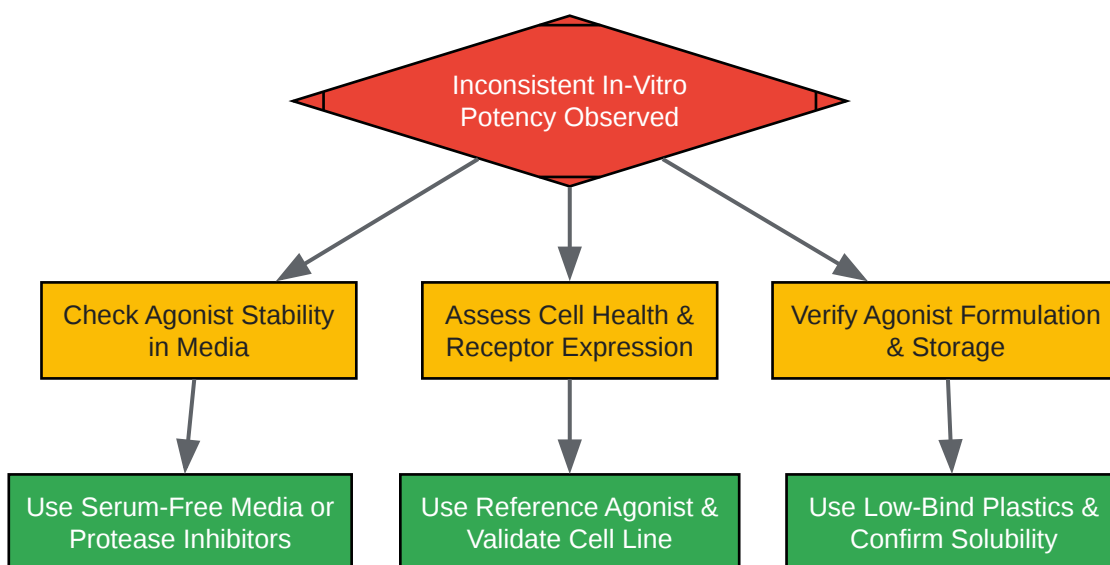 Inconsistent In-Vitro
Potency Observed
Check Agonist Stability
in Media
Assess Cell Health &
Receptor Expression
Verify Agonist Formulation
& Storage
Use Serum-Free Media or
Protease Inhibitors
Use Reference Agonist &
Validate Cell Line
Use Low-Bind Plastics &
Confirm Solubility